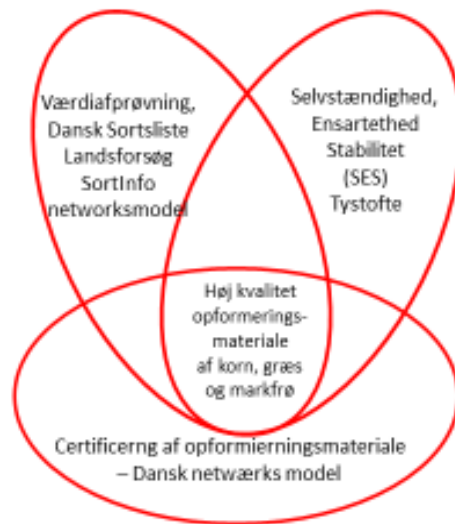 Værdiafprøvning,
Dansk Sortsliste
Landsforsøg
SortInfo
networksmodel
Selvstændighed,
Ensartethed
Stabilitet
(SES)
Tystofte
Høj kvalitet
opformerings-
materiale
af korn, græs
og markfrø
Certificerng af opformierningsmateriale
– Dansk netwærks model